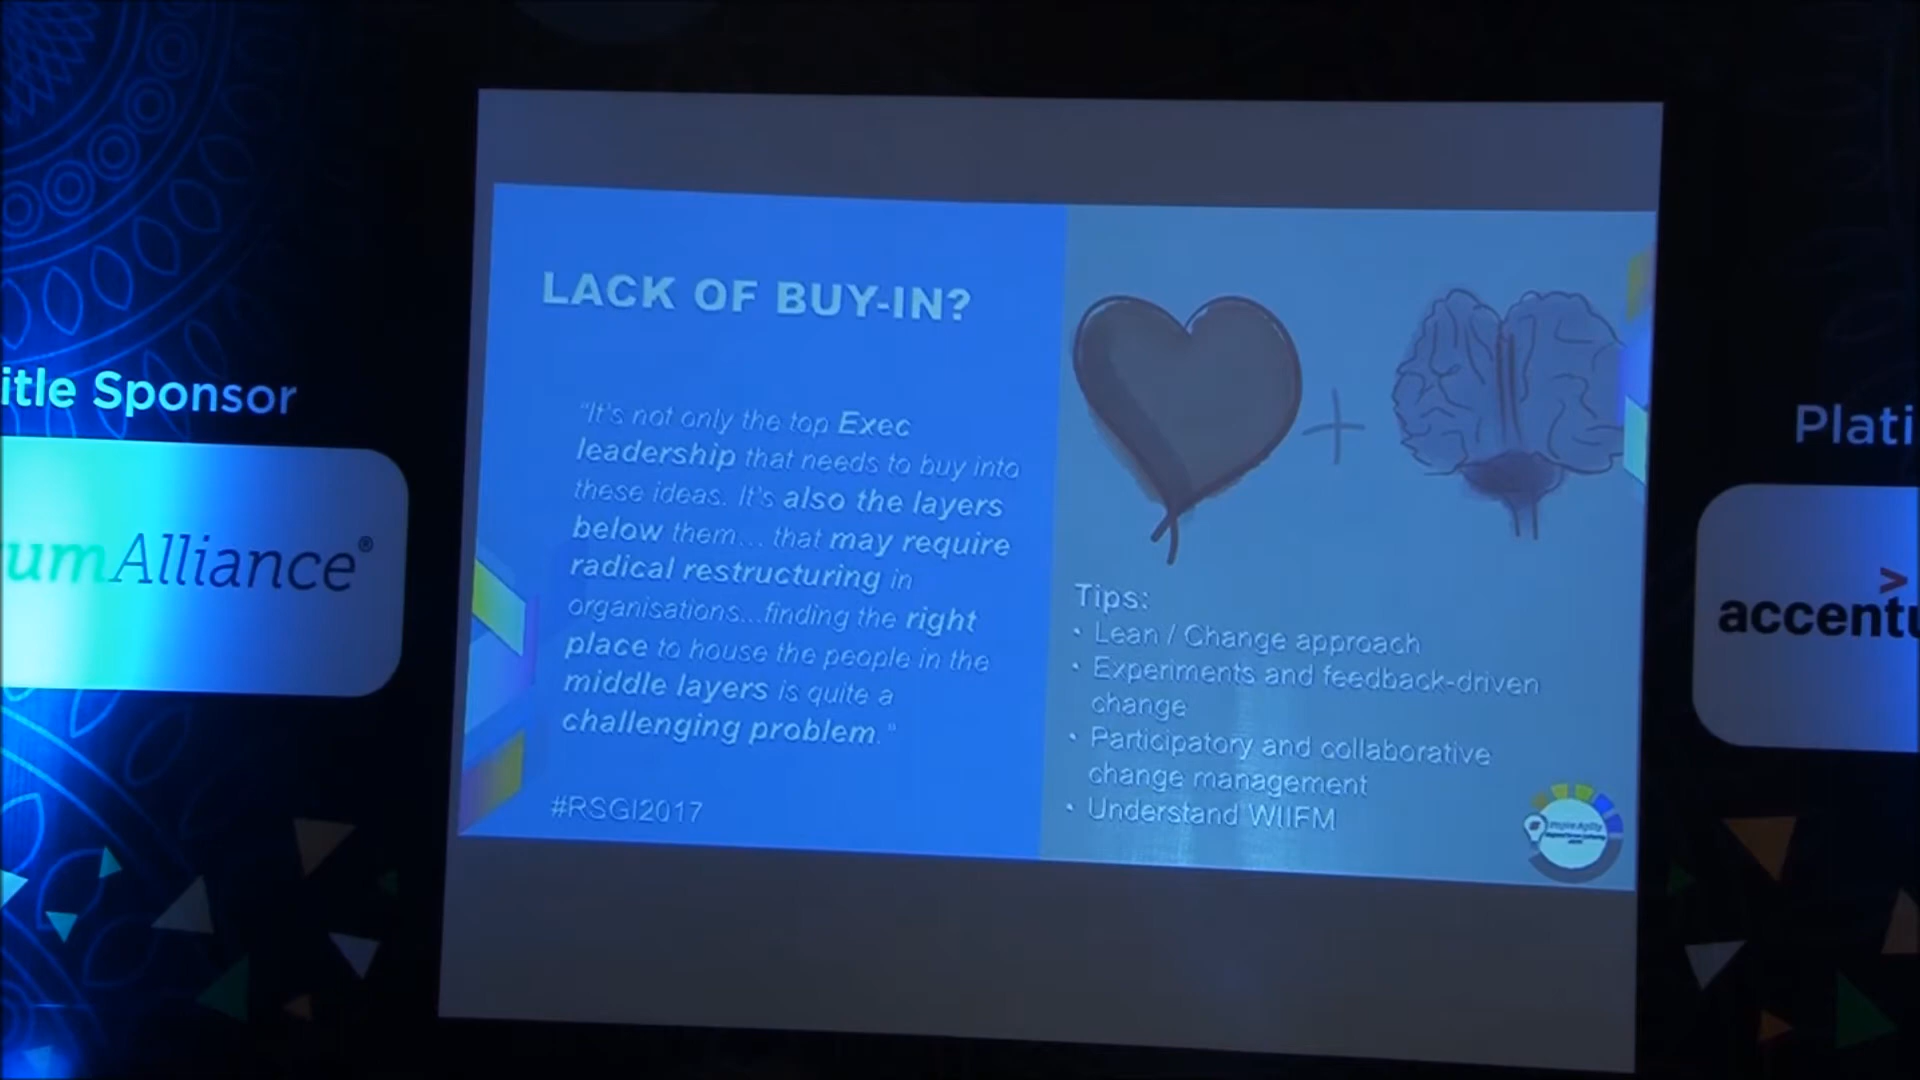 LACK OF BUY-IN?
"It's not only the top Exec
leadership that needs to buy into
these ideas. It's also the layers
below them... that may require
radical restructuring in
organisations...finding the right
place to house the people in the
middle layers is quite a
challenging problem."
#RSGI2017
Tips:
• Lean / Change approach
• Experiments and feedback-driven
change
• Participatory and collaborative
change management
• Understand WIIFM
itle Sponsor
umAlliance®
Plati
>
accentu